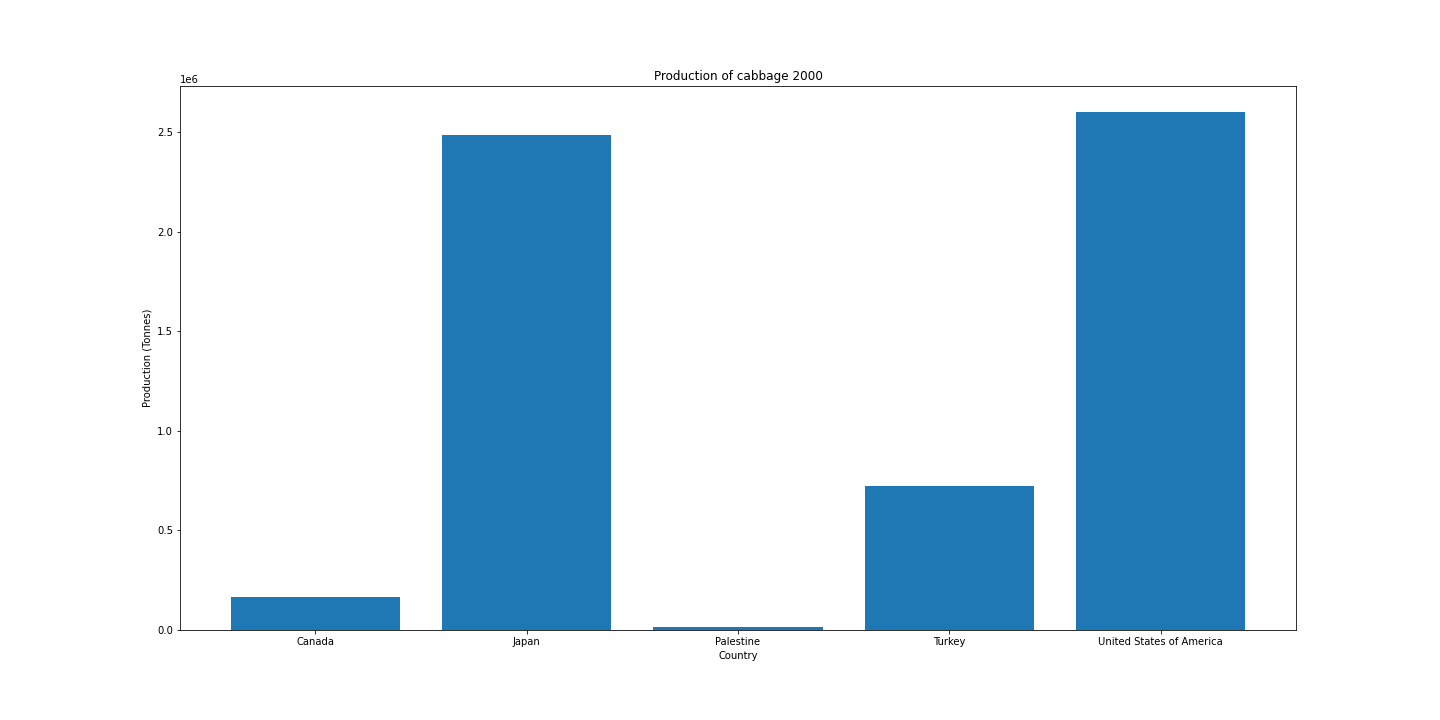 Production of cabbage 2000
1e6
2.5
2.0
1.5
1.0
0.5
0.0
Production (Tonnes)
Canada Japan Palestine Turkey United States of America
Country